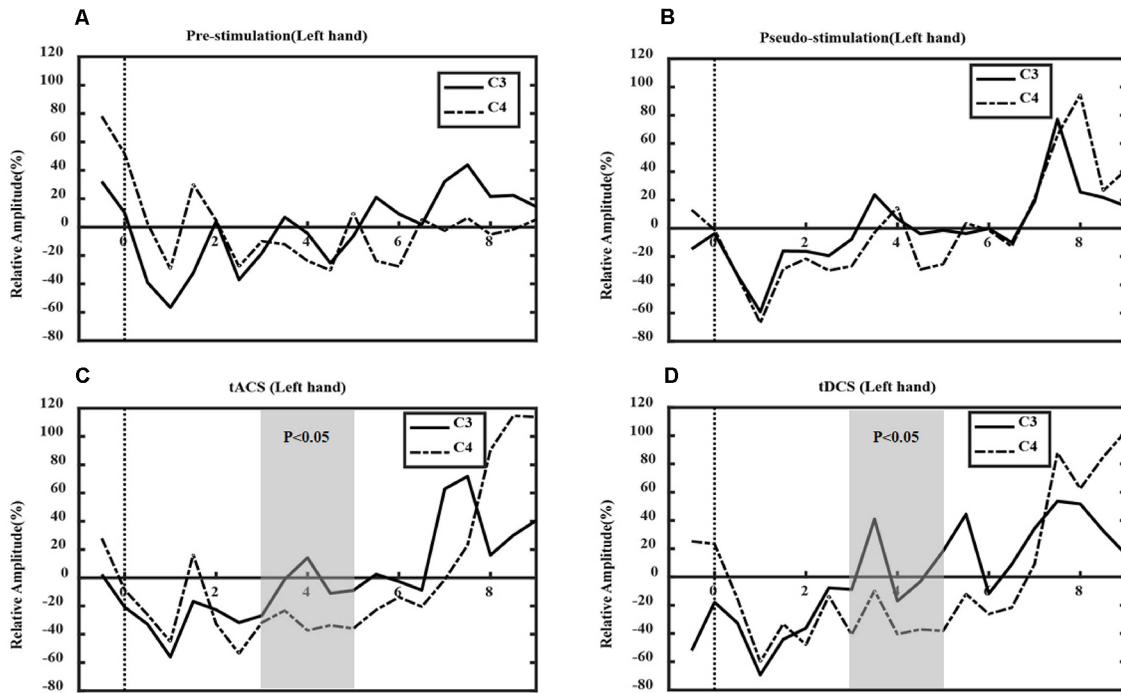 A
Pre-stimulation(Left hand)
120
100
80
60
40
20
0
-20
-40
-60
-80
Relative Amplitude(%)
C3
C4
0
2
4
6
8
B
Pseudo-stimulation(Left hand)
120
100
80
60
40
20
0
-20
-40
-60
-80
Relative Amplitude(%)
C3
C4
0
2
4
6
8
C
tACS (Left hand)
120
100
80
60
40
20
0
-20
-40
-60
-80
Relative Amplitude(%)
P<0.05
C3
C4
0
2
4
6
8
D
tDCS (Left hand)
120
100
80
60
40
20
0
-20
-40
-60
-80
Relative Amplitude(%)
P<0.05
C3
C4
0
2
4
6
8